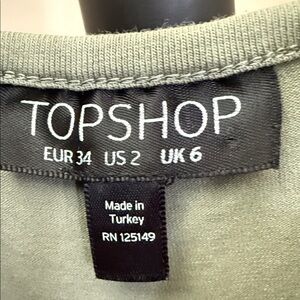 TOPSHOP
EUR 34 US 2 UK 6
Made in
Turkey
RN 125149